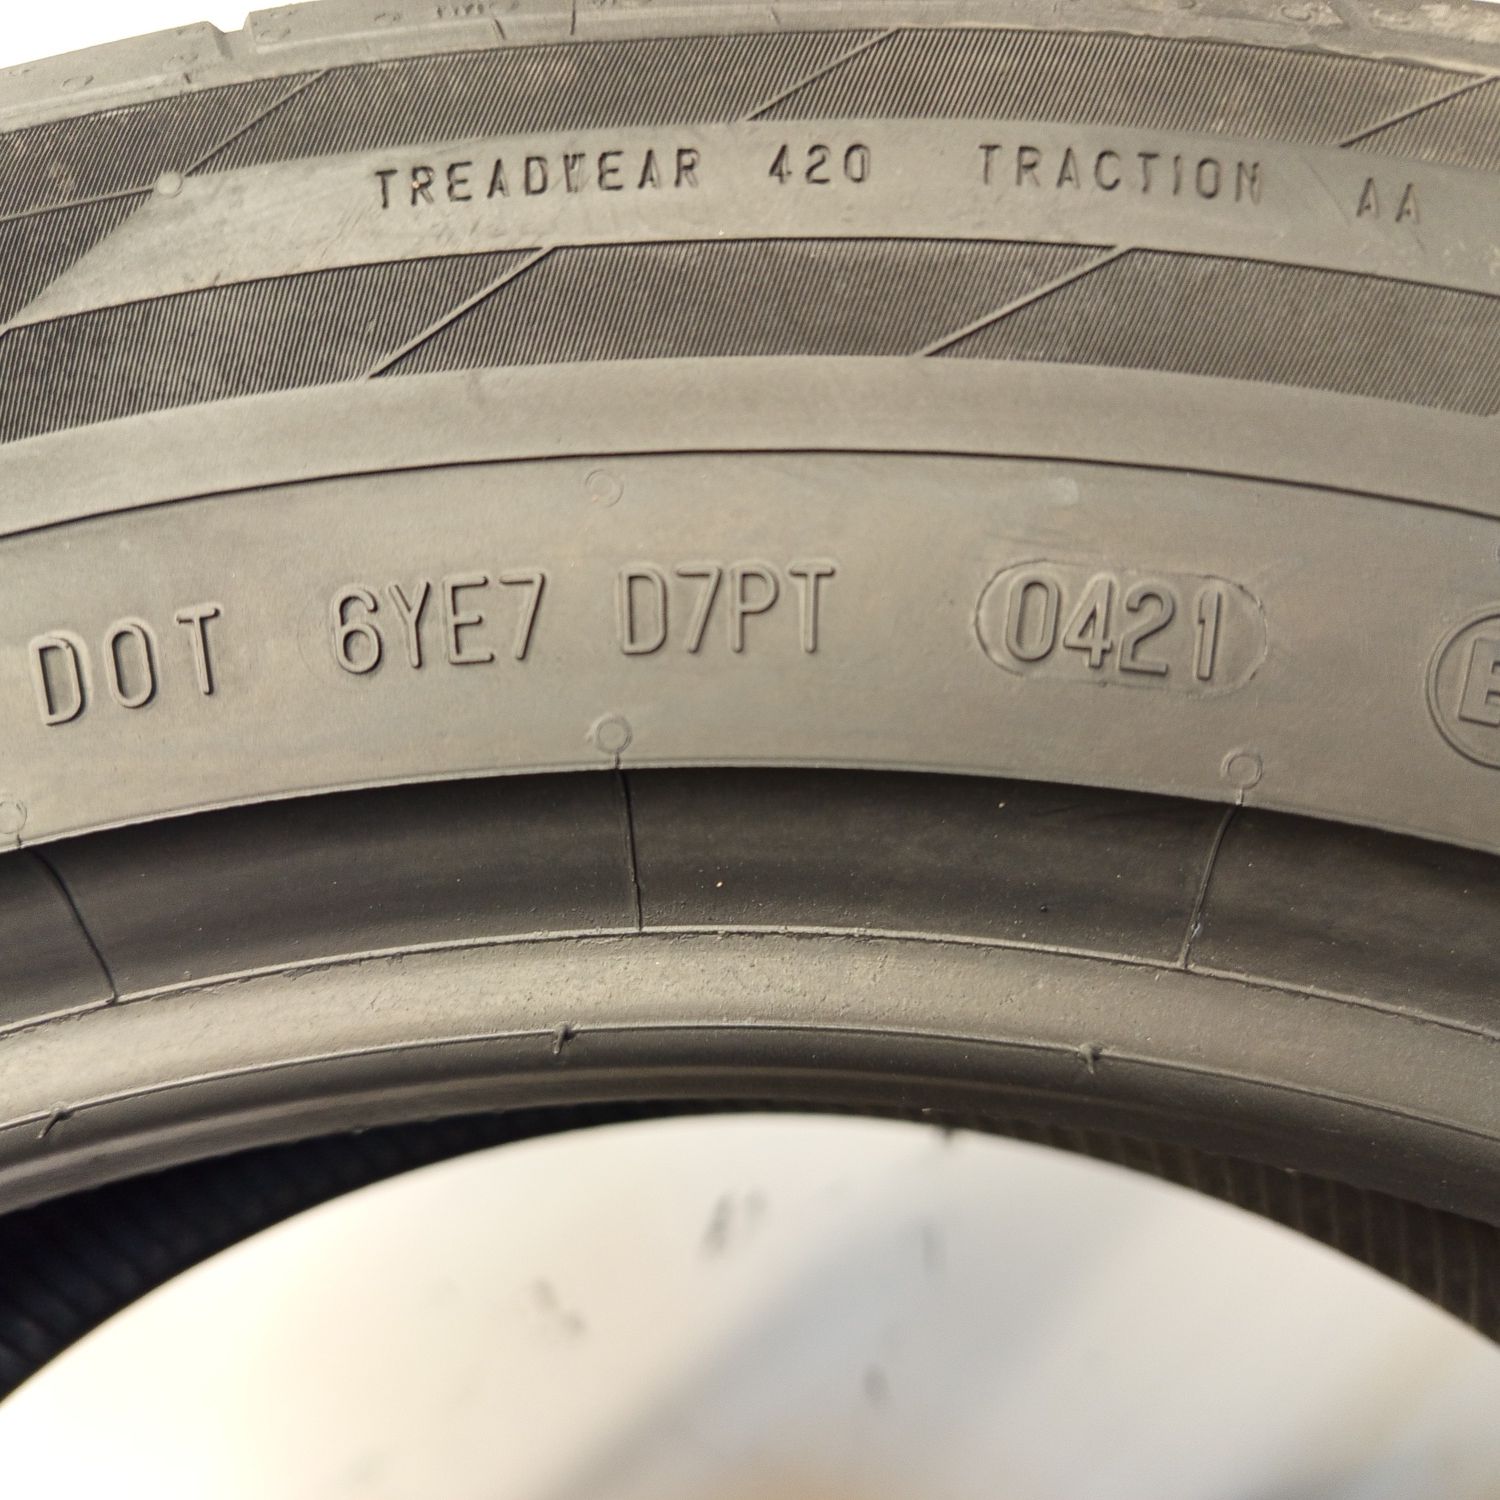 TREADWEAR 420 TRACTION AA
DOT 6YE7 D7PT 0421 E